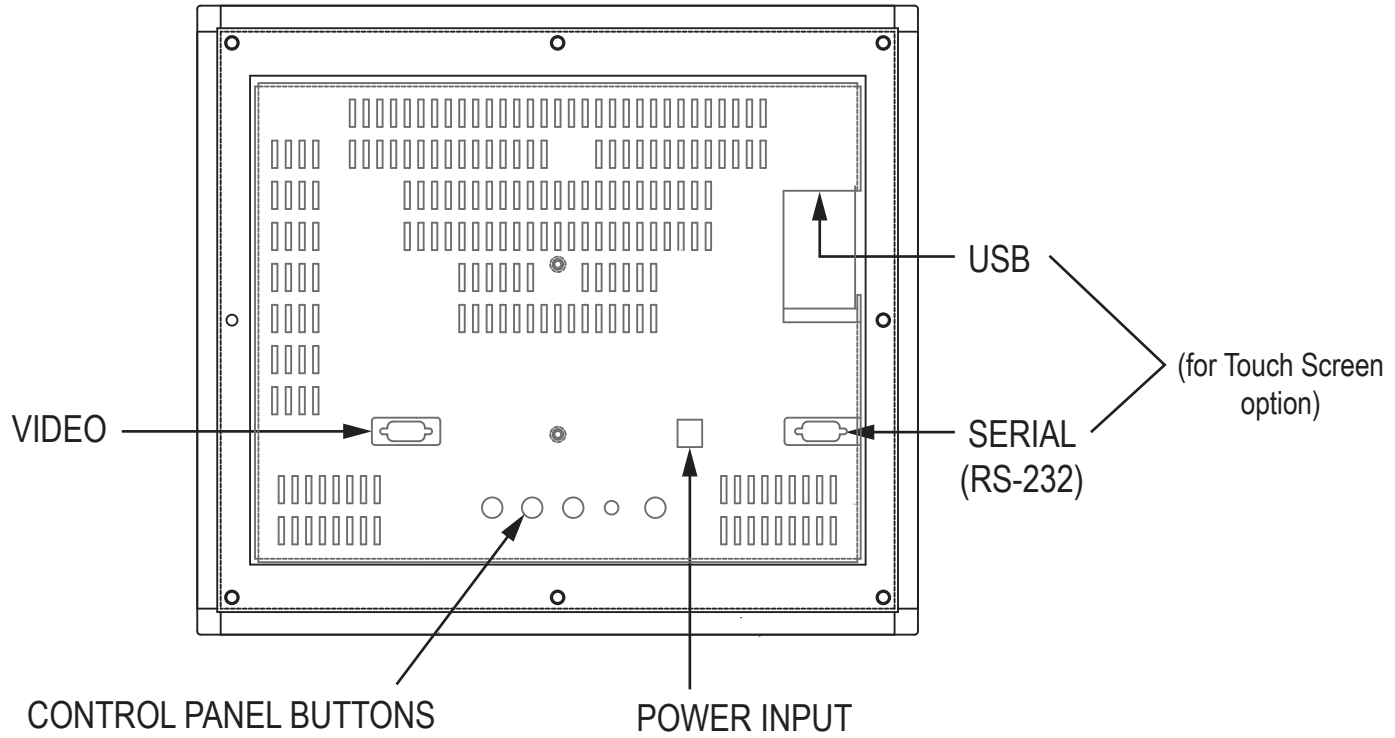 USB
(for Touch Screen
option)
VIDEO
SERIAL
(RS-232)
CONTROL PANEL BUTTONS
POWER INPUT